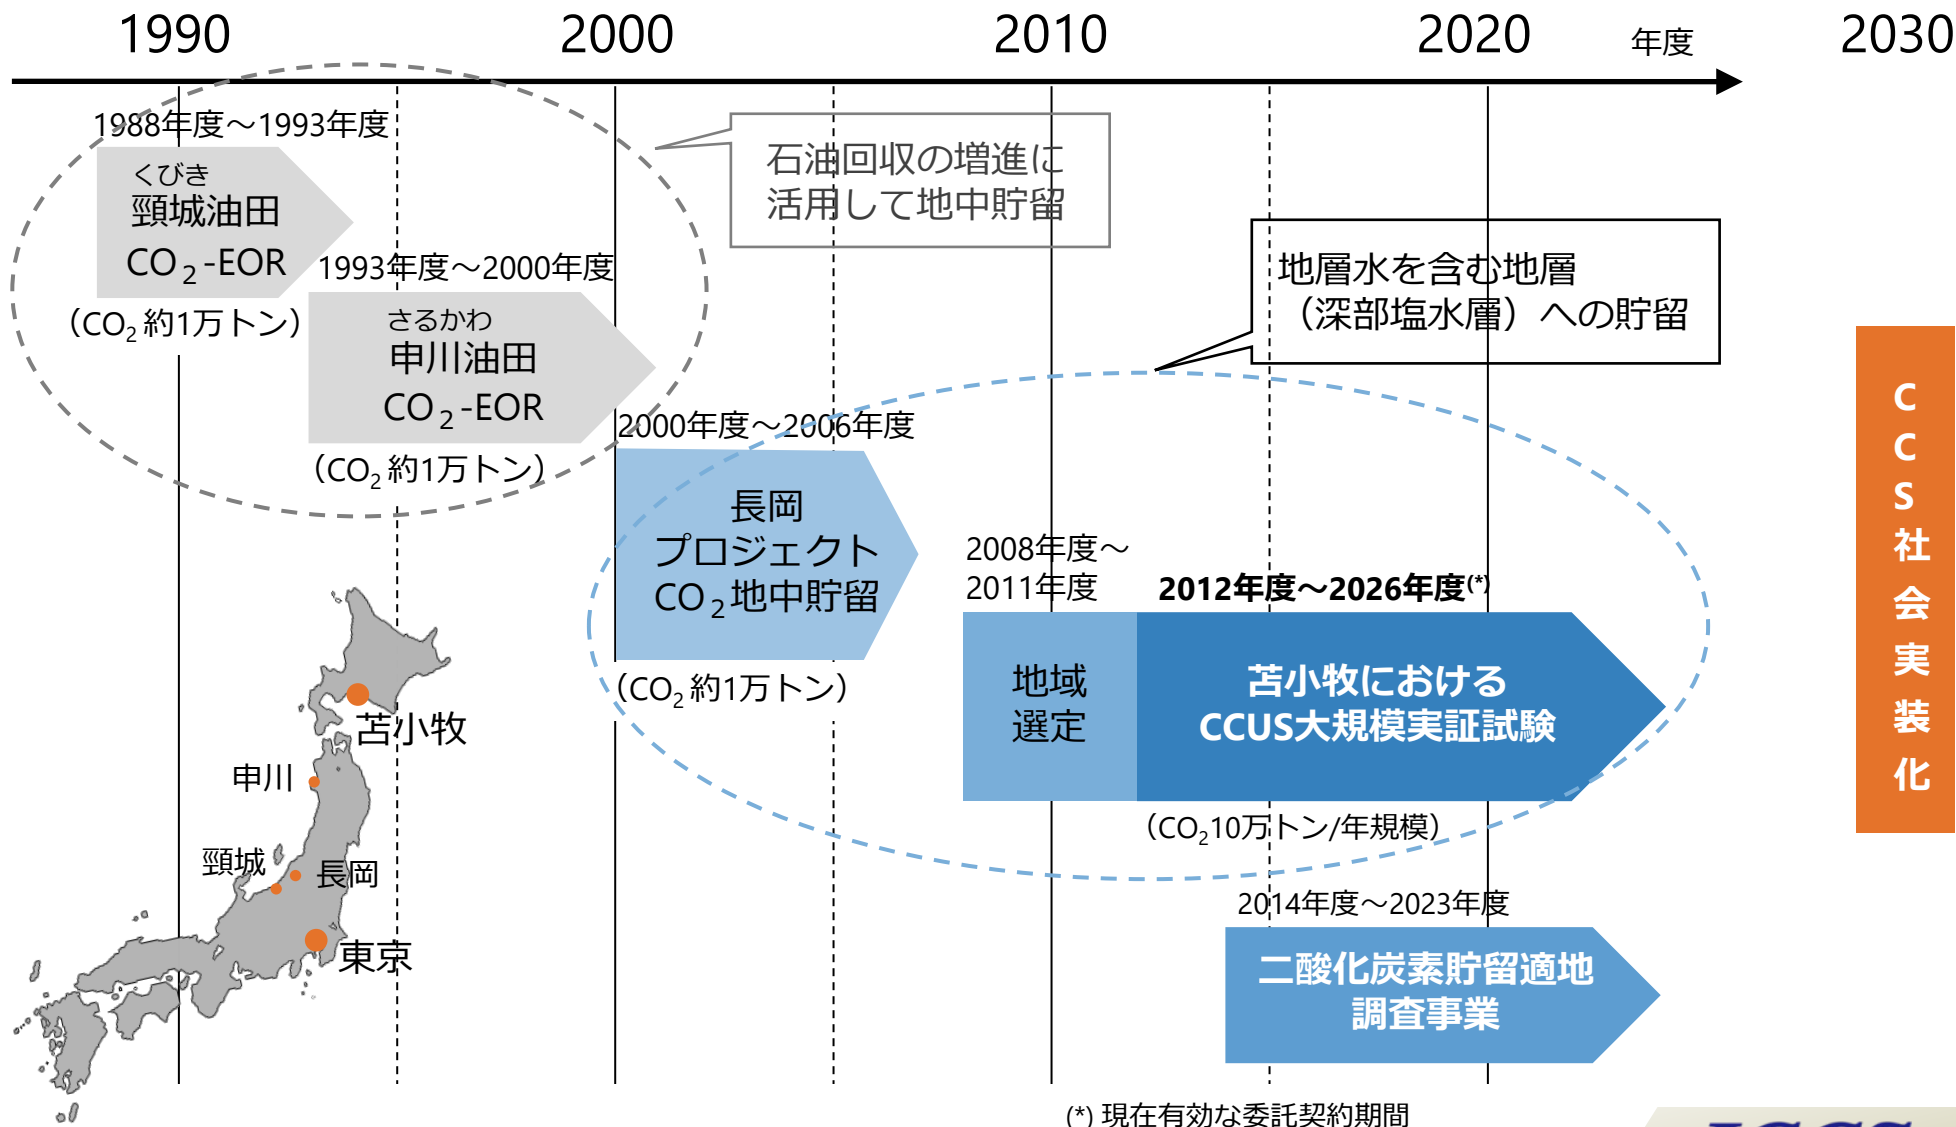 1990
2000
2010
2020
年度
2030
1988年度～1993年度
くびき
頸城油田
CO₂-EOR
（CO₂ 約1万トン）
石油回収の増進に
活用して地中貯留
1993年度～2000年度
さるかわ
申川油田
CO₂-EOR
（CO₂ 約1万トン）
地層水を含む地層
（深部塩水層）への貯留
2000年度～2006年度
長岡
プロジェクト
CO₂地中貯留
（CO₂ 約1万トン）
2008年度～
2011年度
地域
選定
2012年度～2026年度(*)
苫小牧における
CCUS大規模実証試験
（CO₂10万トン/年規模）
2014年度～2023年度
二酸化炭素貯留適地
調査事業
CCS社会実装化
苫小牧
申川
頸城
長岡
東京
(*) 現在有効な委託契約期間